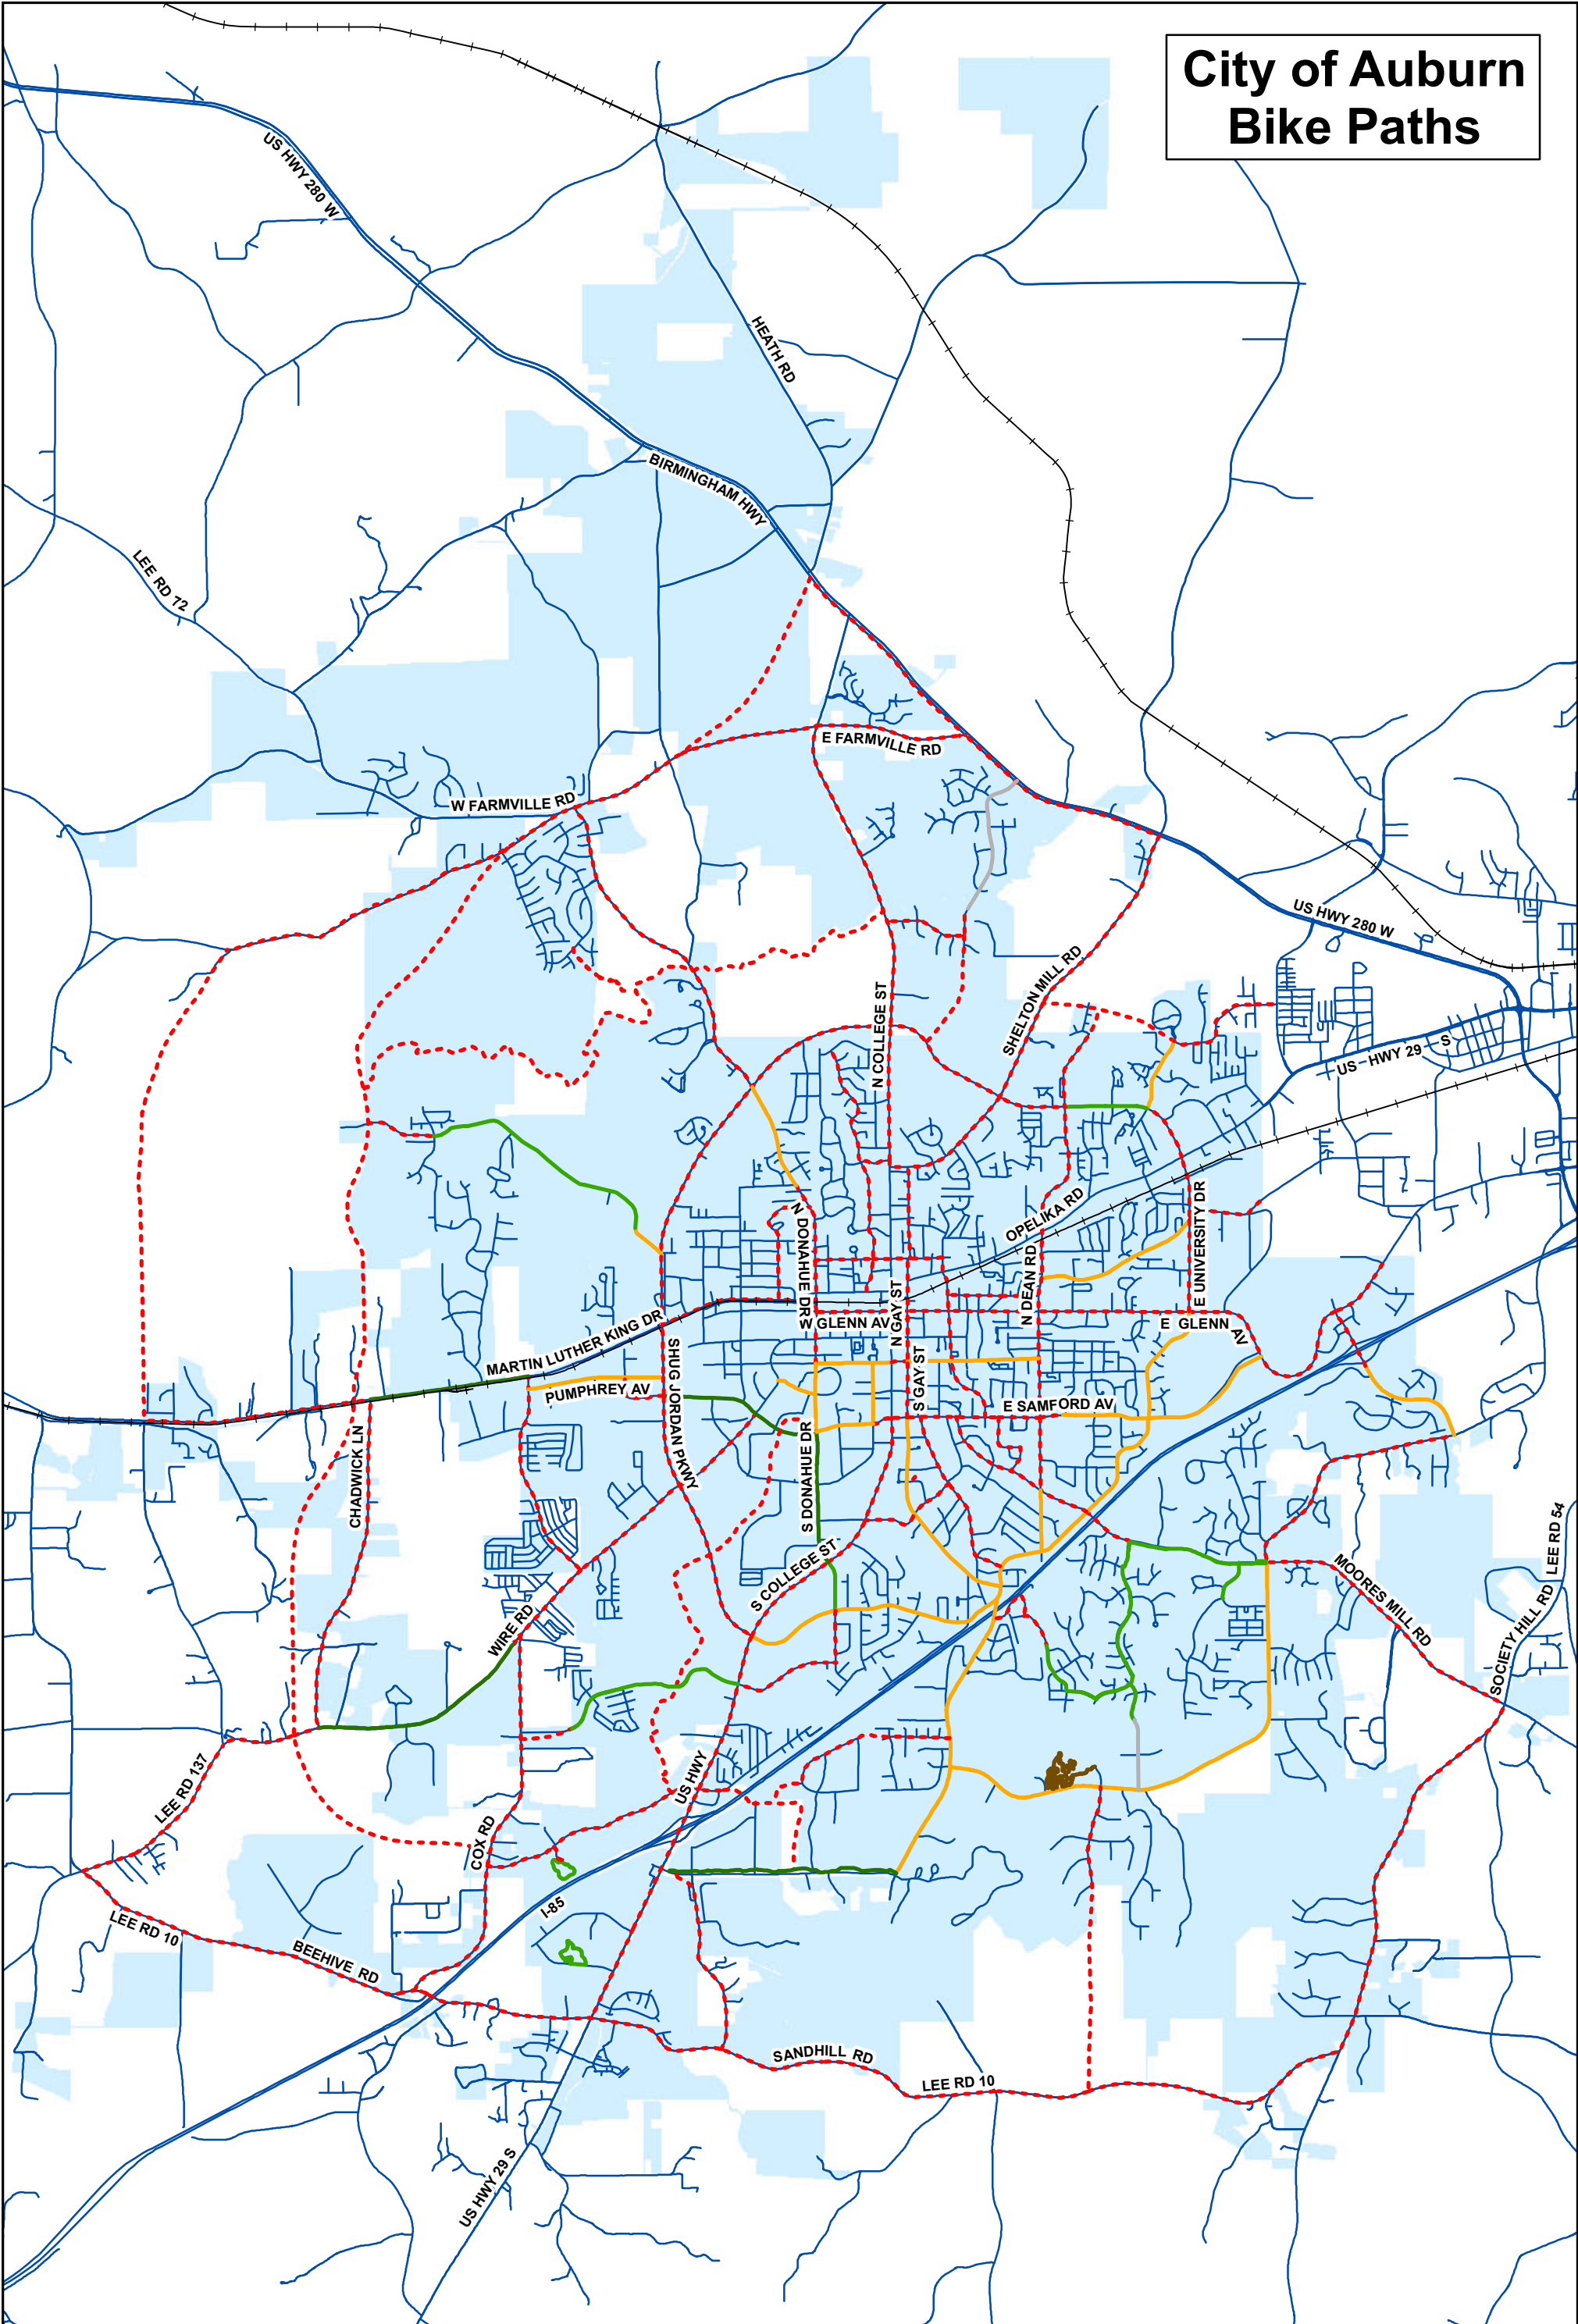 City of Auburn
Bike Paths
US HWY 280 W
HEATH RD
BIRMINGHAM HWY
LEE RD 72
E FARMVILLE RD
W FARMVILLE RD
US HWY 280 W
SHELTON MILL RD
N COLLEGE ST
US HWY 29 S
OPELIKA RD
N DONAHUE DR
E UNIVERSITY DR
N DEAN RD
N GAY ST
W GLENN AV
E GLENN AV
MARTIN LUTHER KING DR
SHUG JORDAN PKWY
PUMPHREY AV
S GAY ST
E SAMFORD AV
CHADWICK LN
S DONAHUE DR
LEE RD 54
S COLLEGE ST
MOORES MILL RD
WIRE RD
SOCIETY HILL RD
US HWY
LEE RD 137
COX RD
I-85
LEE RD 10
BEEHIVE RD
SANDHILL RD
LEE RD 10
US HWY 29 S